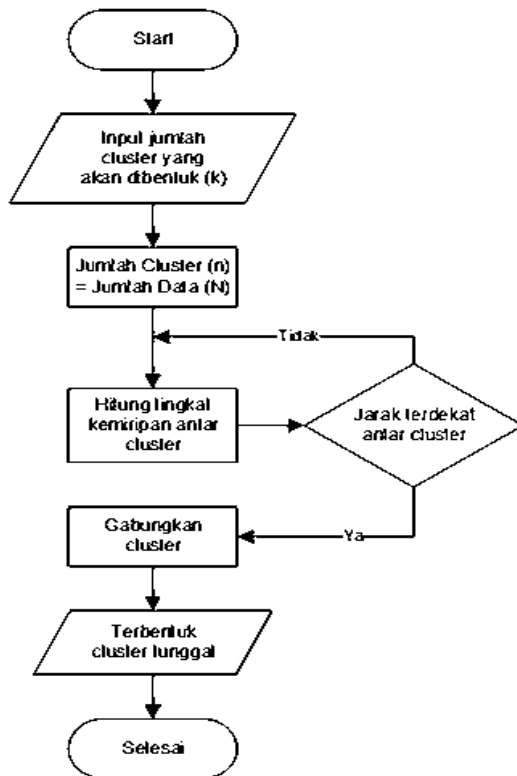 Start
Input jumlah
cluster yang
akan dibentuk (k)
Jumlah Cluster (n)
= Jumlah Data (N)
Tidak
Hitung tingkat
kemiripan antar
cluster
Jarak terdekat
antar cluster
Gabungkan
cluster
Ya
Terbentuk
cluster tunggal
Selesai